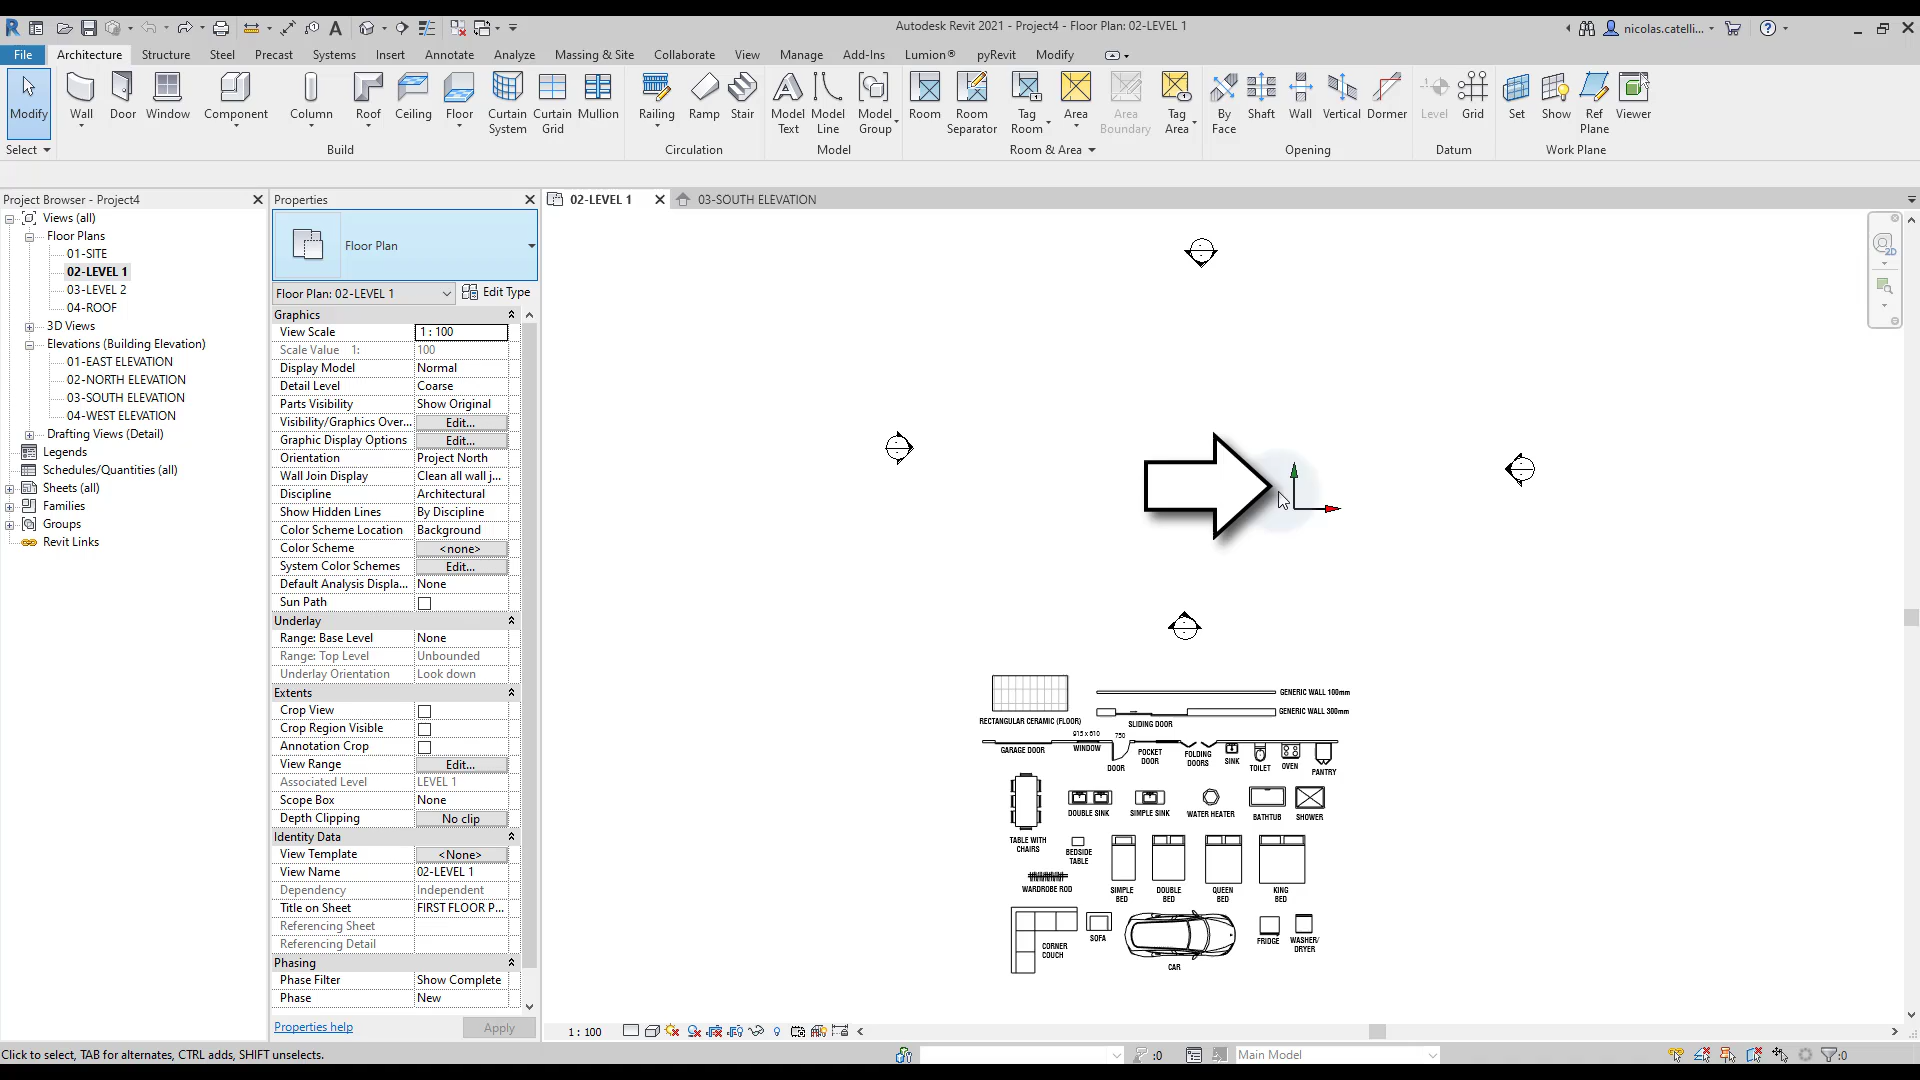 Autodesk Revit 2021 - Project4 - Floor Plan: 02-LEVEL 1
nicolas.catelli...
File Architecture Structure Steel Precast Systems Insert Annotate Analyze Massing & Site Collaborate View Manage Add-Ins Lumion® pyRevit Modify
Modify Wall Door Window Component Column Roof Ceiling Floor Curtain System Curtain Grid Mullion Railing Ramp Stair Model Text Model Line Model Group Room Room Separator Tag Room Area Area Boundary Tag Area By Face Shaft Wall Vertical Dormer Level Grid Set Show Ref Plane Viewer
Select Build Circulation Model Room & Area Opening Datum Work Plane
Project Browser - Project4
Views (all)
Floor Plans
01-SITE
02-LEVEL 1
03-LEVEL 2
04-ROOF
3D Views
Elevations (Building Elevation)
01-EAST ELEVATION
02-NORTH ELEVATION
03-SOUTH ELEVATION
04-WEST ELEVATION
Drafting Views (Detail)
Legends
Schedules/Quantities (all)
Sheets (all)
Families
Groups
Revit Links
Properties
Floor Plan
Floor Plan: 02-LEVEL 1 Edit Type
Graphics
View Scale 1 : 100
Scale Value 1: 100
Display Model Normal
Detail Level Coarse
Parts Visibility Show Original
Visibility/Graphics Over... Edit...
Graphic Display Options Edit...
Orientation Project North
Wall Join Display Clean all wall j...
Discipline Architectural
Show Hidden Lines By Discipline
Color Scheme Location Background
Color Scheme <none>
System Color Schemes Edit...
Default Analysis Displa... None
Sun Path
Underlay
Range: Base Level None
Range: Top Level Unbounded
Underlay Orientation Look down
Extents
Crop View
Crop Region Visible
Annotation Crop
View Range Edit...
Associated Level LEVEL 1
Scope Box None
Depth Clipping No clip
Identity Data
View Template <None>
View Name 02-LEVEL 1
Dependency Independent
Title on Sheet FIRST FLOOR P...
Referencing Sheet
Referencing Detail
Phasing
Phase Filter Show Complete
Phase New
Properties help Apply
02-LEVEL 1 03-SOUTH ELEVATION
2D
GENERIC WALL 100mm
GENERIC WALL 300mm
RECTANGULAR CERAMIC (FLOOR) SLIDING DOOR
915 x 610 750
GARAGE DOOR WINDOW DOOR POCKET DOOR FOLDING DOORS SINK TOILET OVEN PANTRY
TABLE WITH CHAIRS DOUBLE SINK SIMPLE SINK WATER HEATER BATHTUB SHOWER
BEDSIDE TABLE
WARDROBE ROD SIMPLE BED DOUBLE BED QUEEN BED KING BED
CORNER COUCH SOFA CAR FRIDGE WASHER/ DRYER
1 : 100
Click to select, TAB for alternates, CTRL adds, SHIFT unselects.
:0 Main Model :0